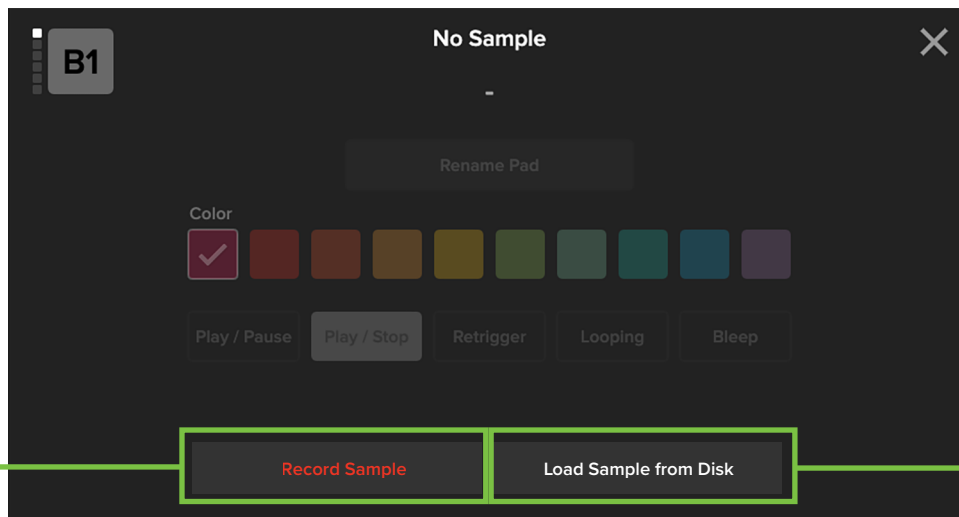 B1
No Sample
-
Rename Pad
Color
Play / Pause
Play / Stop
Retrigger
Looping
Bleep
Record Sample
Load Sample from Disk